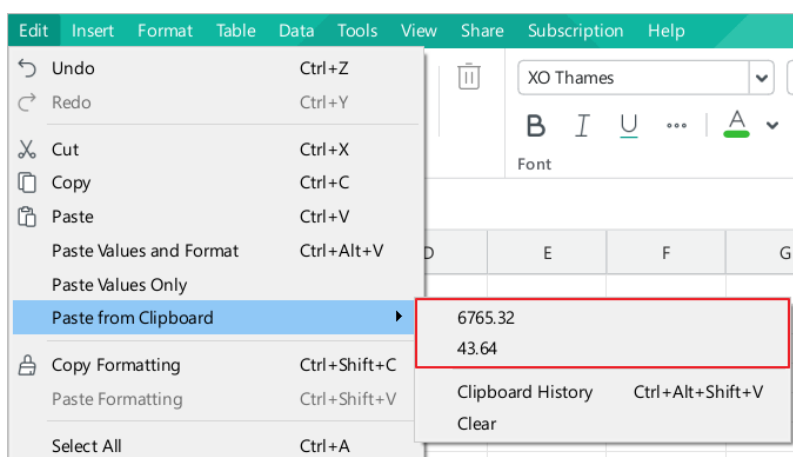 Edit Insert Format Table Data Tools View Share Subscription Help
Undo Ctrl+Z
Redo Ctrl+Y
XO Thames
Cut Ctrl+X
B I U A
Font
Copy Ctrl+C
Paste Ctrl+V
Paste Values and Format Ctrl+Alt+V
D E F G
Paste Values Only
Paste from Clipboard
6765.32
43.64
Copy Formatting Ctrl+Shift+C
Paste Formatting Ctrl+Shift+V
Clipboard History Ctrl+Alt+Shift+V
Clear
Select All Ctrl+A